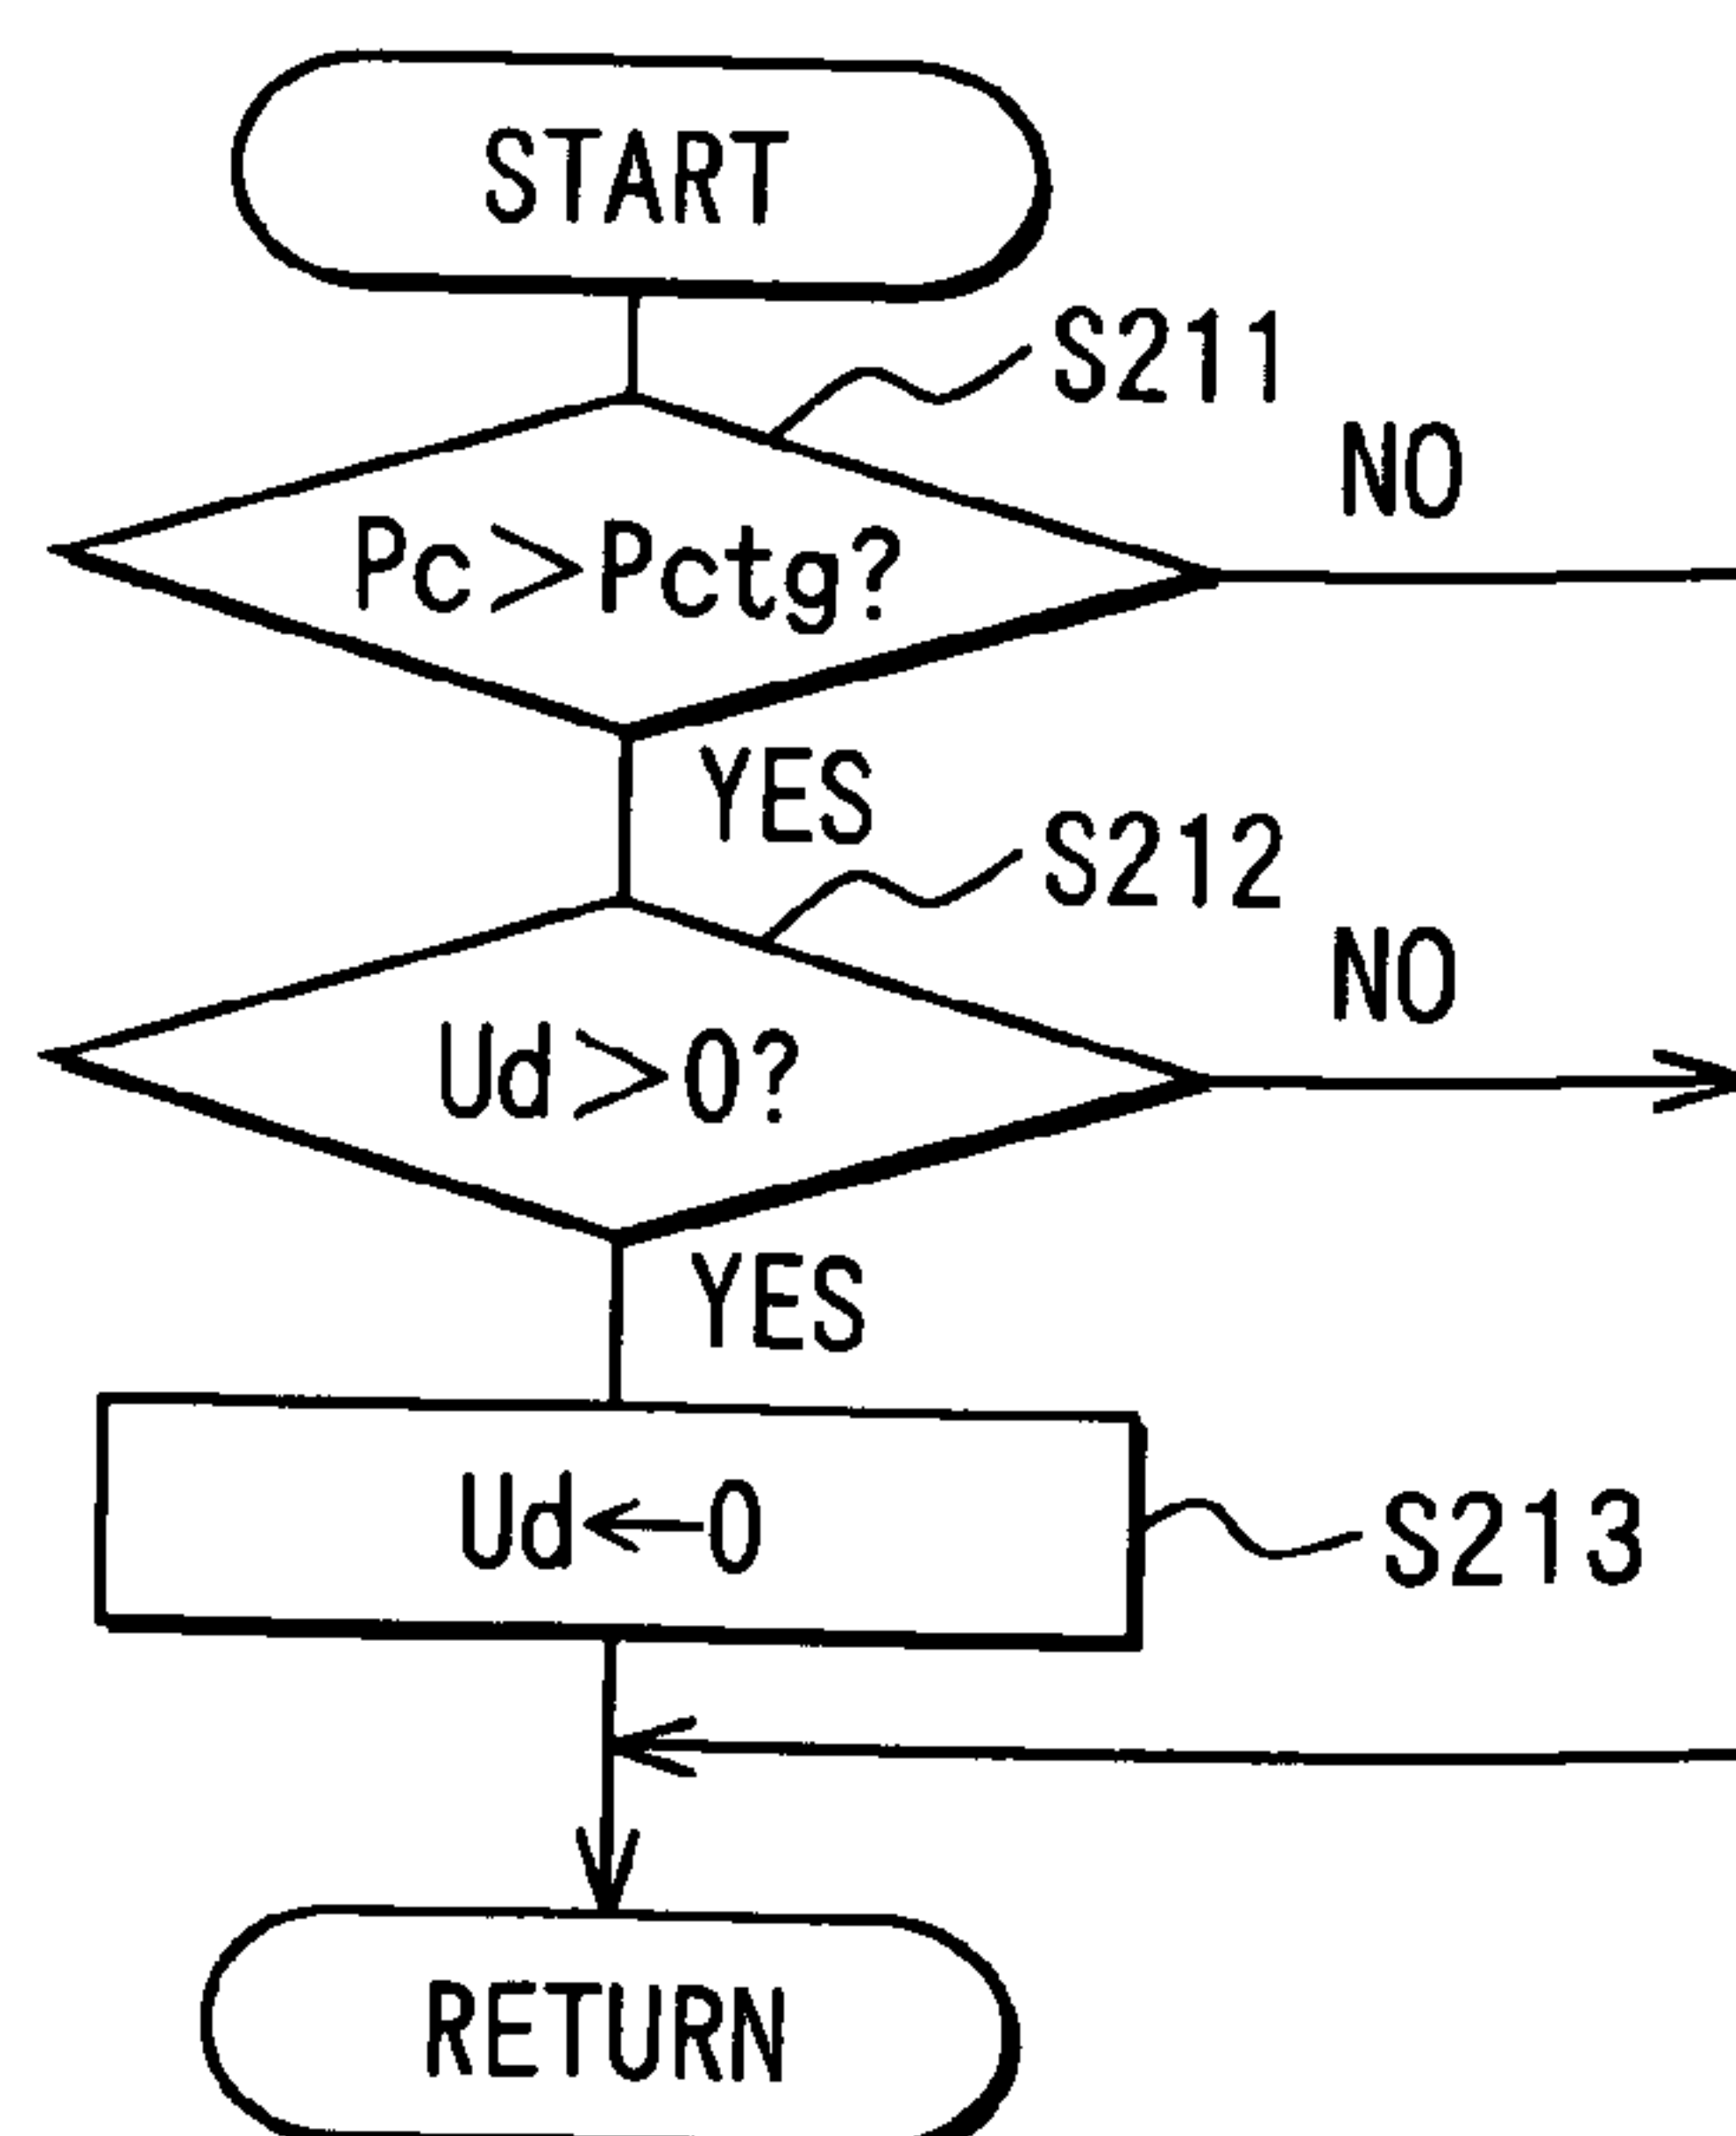 START
S211
NO
Pc>Pctg?
YES
S212
NO
Ud>0?
YES
Ud←0
S213
RETURN